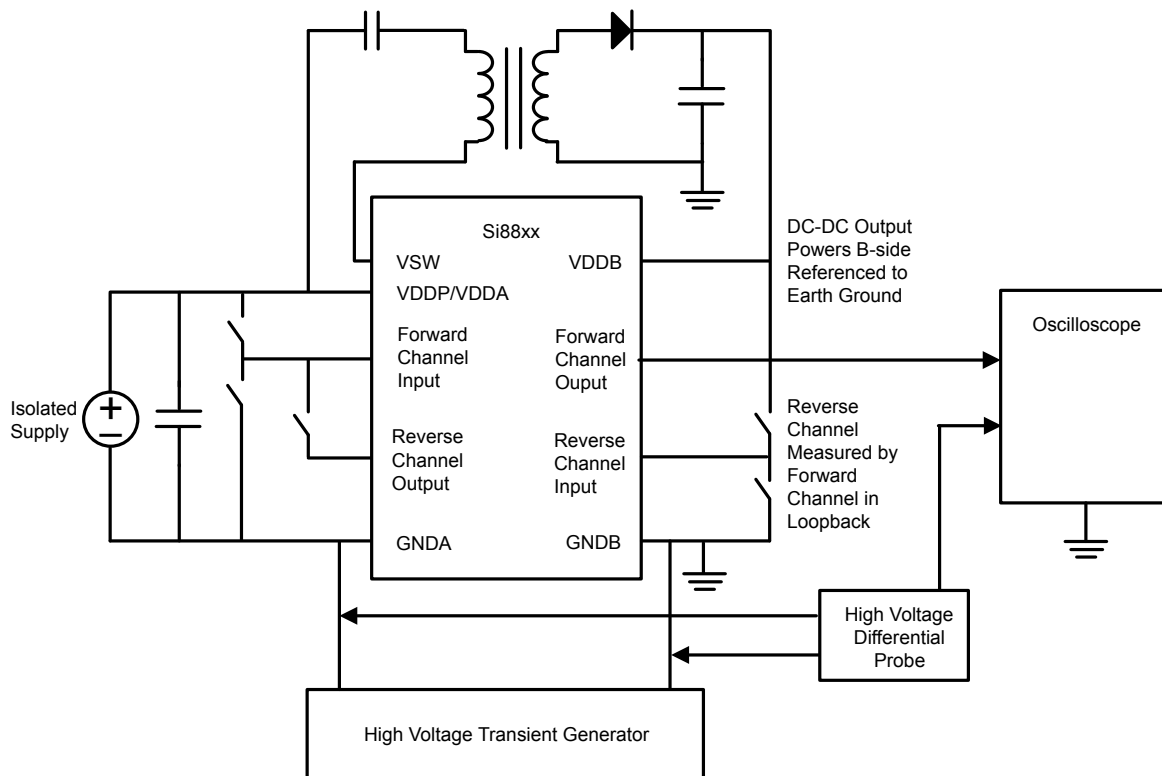 Si88xx
VSW
VDDB
VDDP/VDDA
Forward
Channel
Input
Forward
Channel
Ouput
Reverse
Channel
Output
Reverse
Channel
Input
GNDA
GNDB
Isolated
Supply
+
−
DC-DC Output
Powers B-side
Referenced to
Earth Ground
Oscilloscope
Reverse
Channel
Measured by
Forward
Channel in
Loopback
High Voltage
Differential
Probe
High Voltage Transient Generator